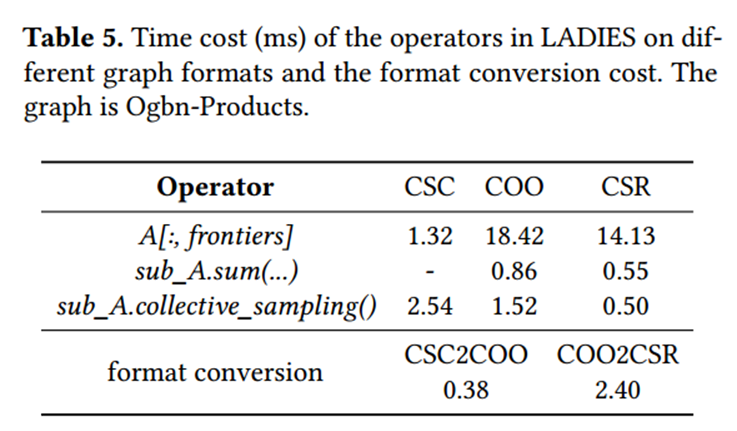 Table 5. Time cost (ms) of the operators in LADIES on dif-
ferent graph formats and the format conversion cost. The
graph is Ogbn-Products.
Operator CSC COO CSR
A[:, frontiers] 1.32 18.42 14.13
sub_A.sum(...) - 0.86 0.55
sub_A.collective_sampling() 2.54 1.52 0.50
format conversion CSC2COO COO2CSR
0.38 2.40